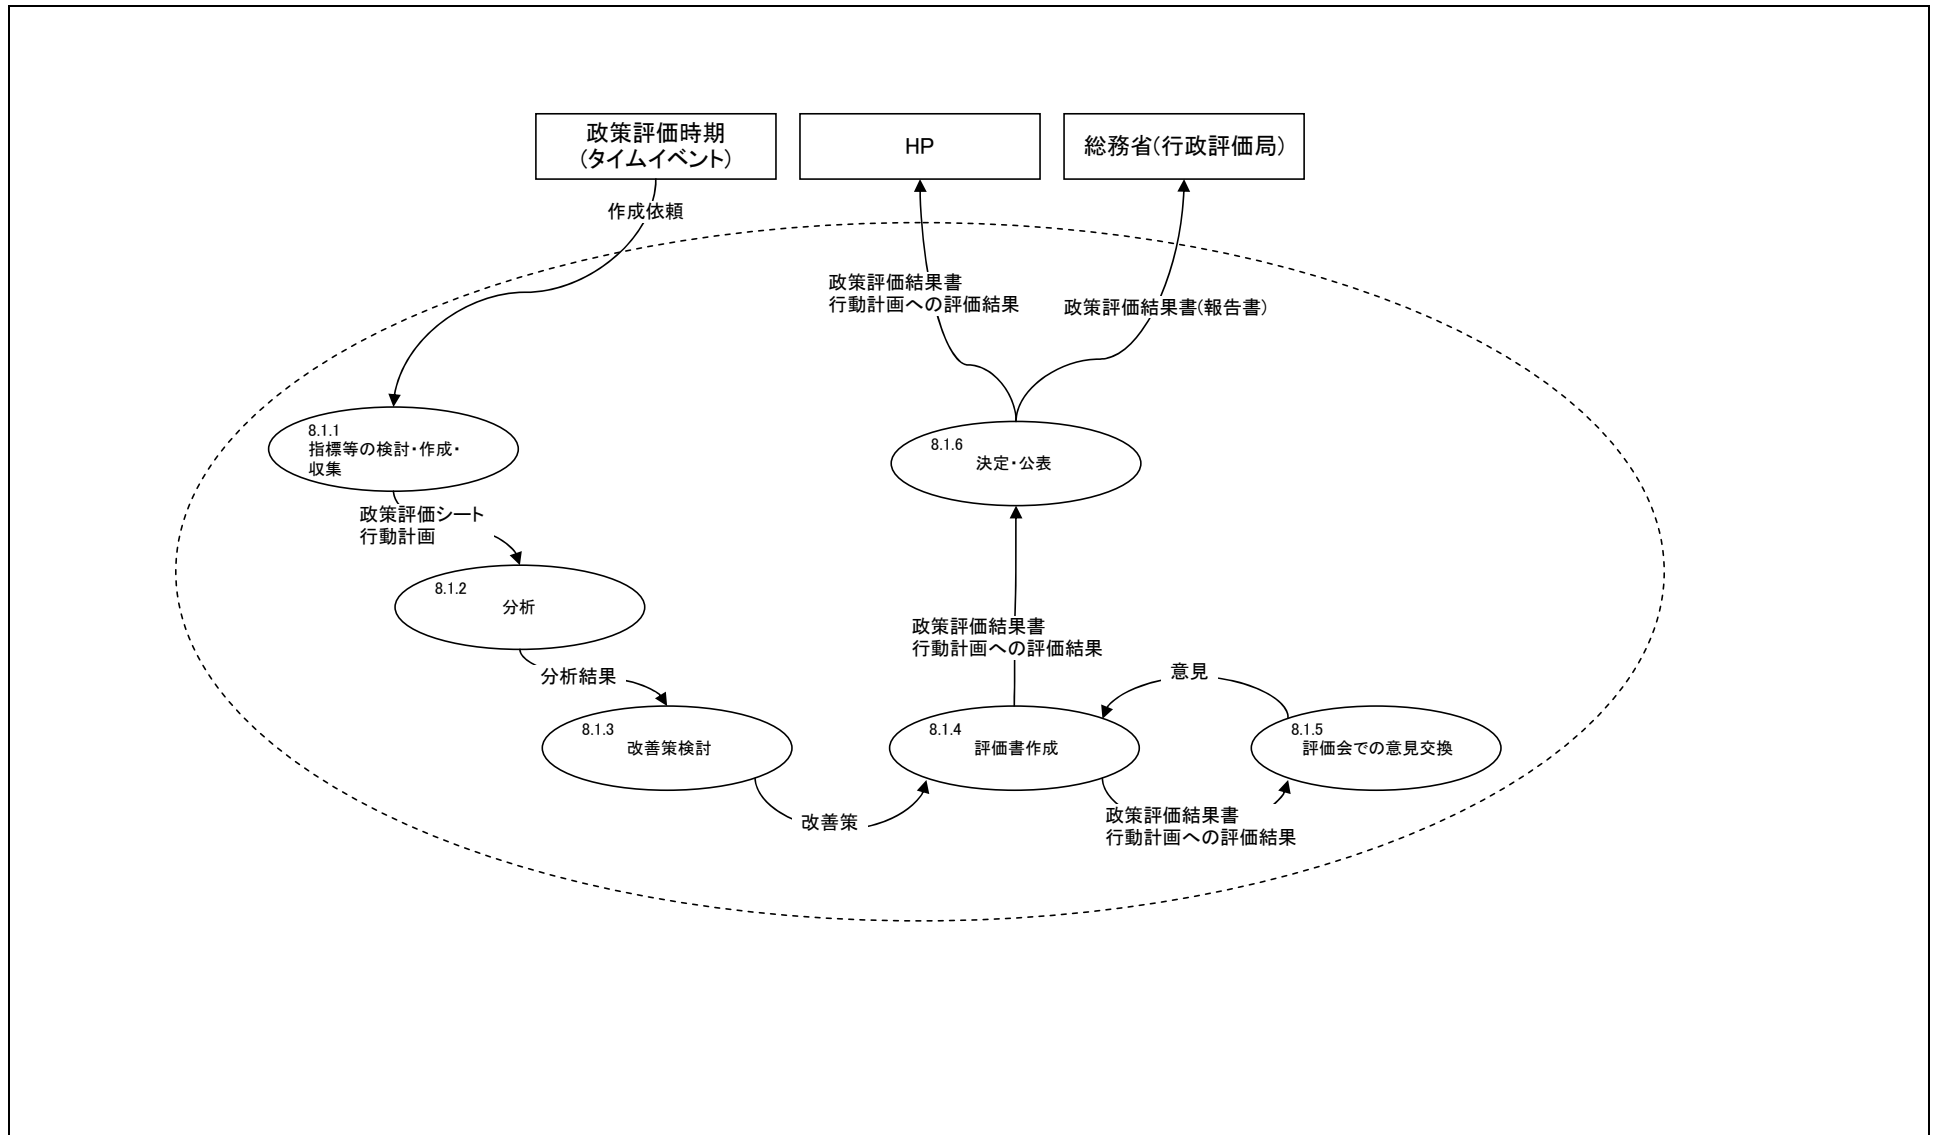 政策評価時期
(タイムイベント)
HP
総務省(行政評価局)
作成依頼
政策評価結果書
行動計画への評価結果
政策評価結果書(報告書)
8.1.1
指標等の検討・作成・
収集
8.1.6
決定・公表
政策評価シート
行動計画
8.1.2
分析
政策評価結果書
行動計画への評価結果
分析結果
意見
8.1.3
改善策検討
8.1.4
評価書作成
8.1.5
評価会での意見交換
改善策
政策評価結果書
行動計画への評価結果